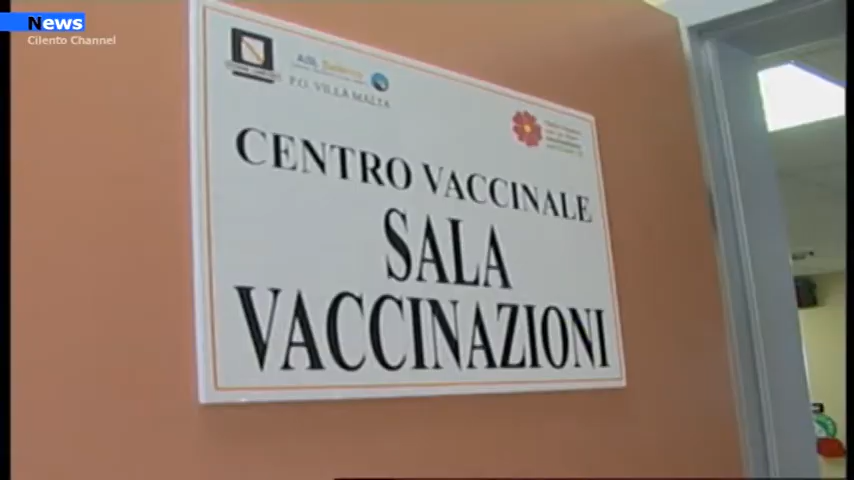 News
Cilento Channel
ASL Salerno
P.O. VILLA MALTA
CENTRO VACCINALE
SALA
VACCINAZIONI